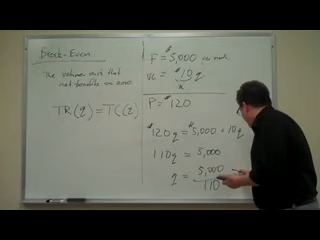 Break-Even
The volume such that
net benefits are zero.
TR(q) = TC(q)
F = $5,000
VC = $10q
P = $120
$120q = $5,000 + 10q
110q = 5,000
q = 5,000
110